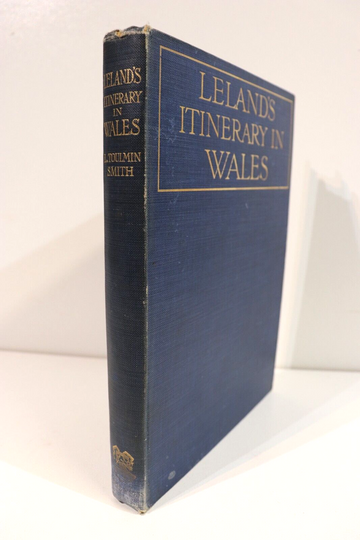 LELAND'S
ITINERARY
IN
WALES
L. TOULMIN
SMITH
LELAND'S
ITINERARY IN
WALES